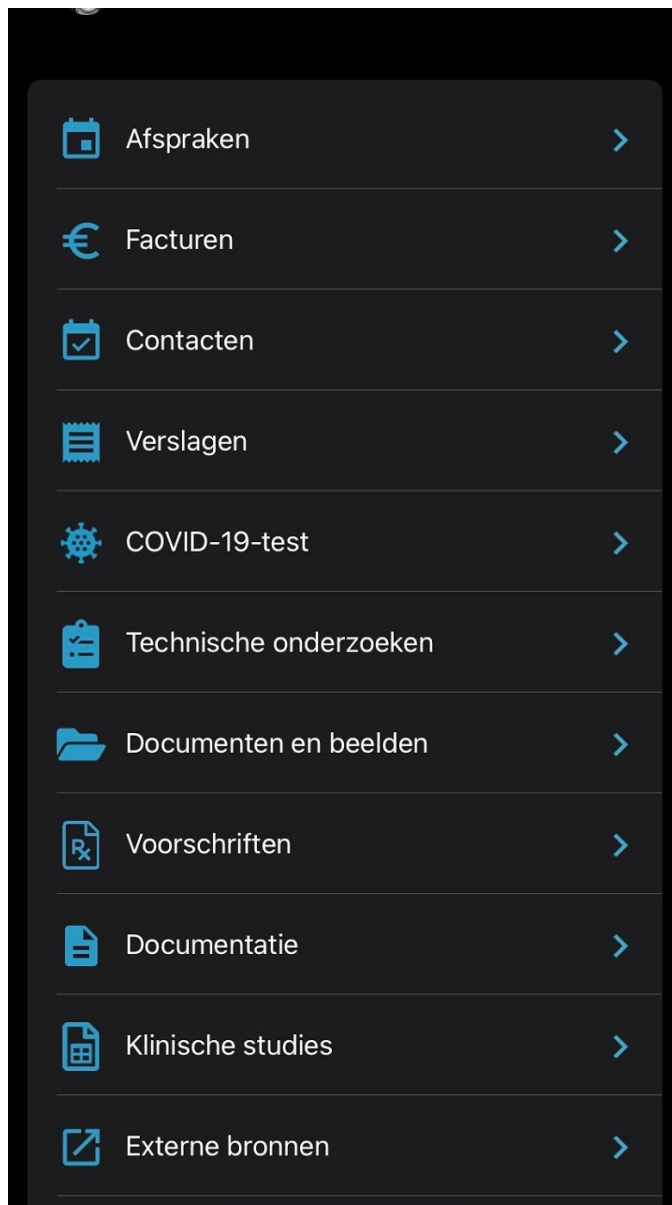 Afspraken
Facturen
Contacten
Verslagen
COVID-19-test
Technische onderzoeken
Documenten en beelden
Voorschriften
Documentatie
Klinische studies
Externe bronnen